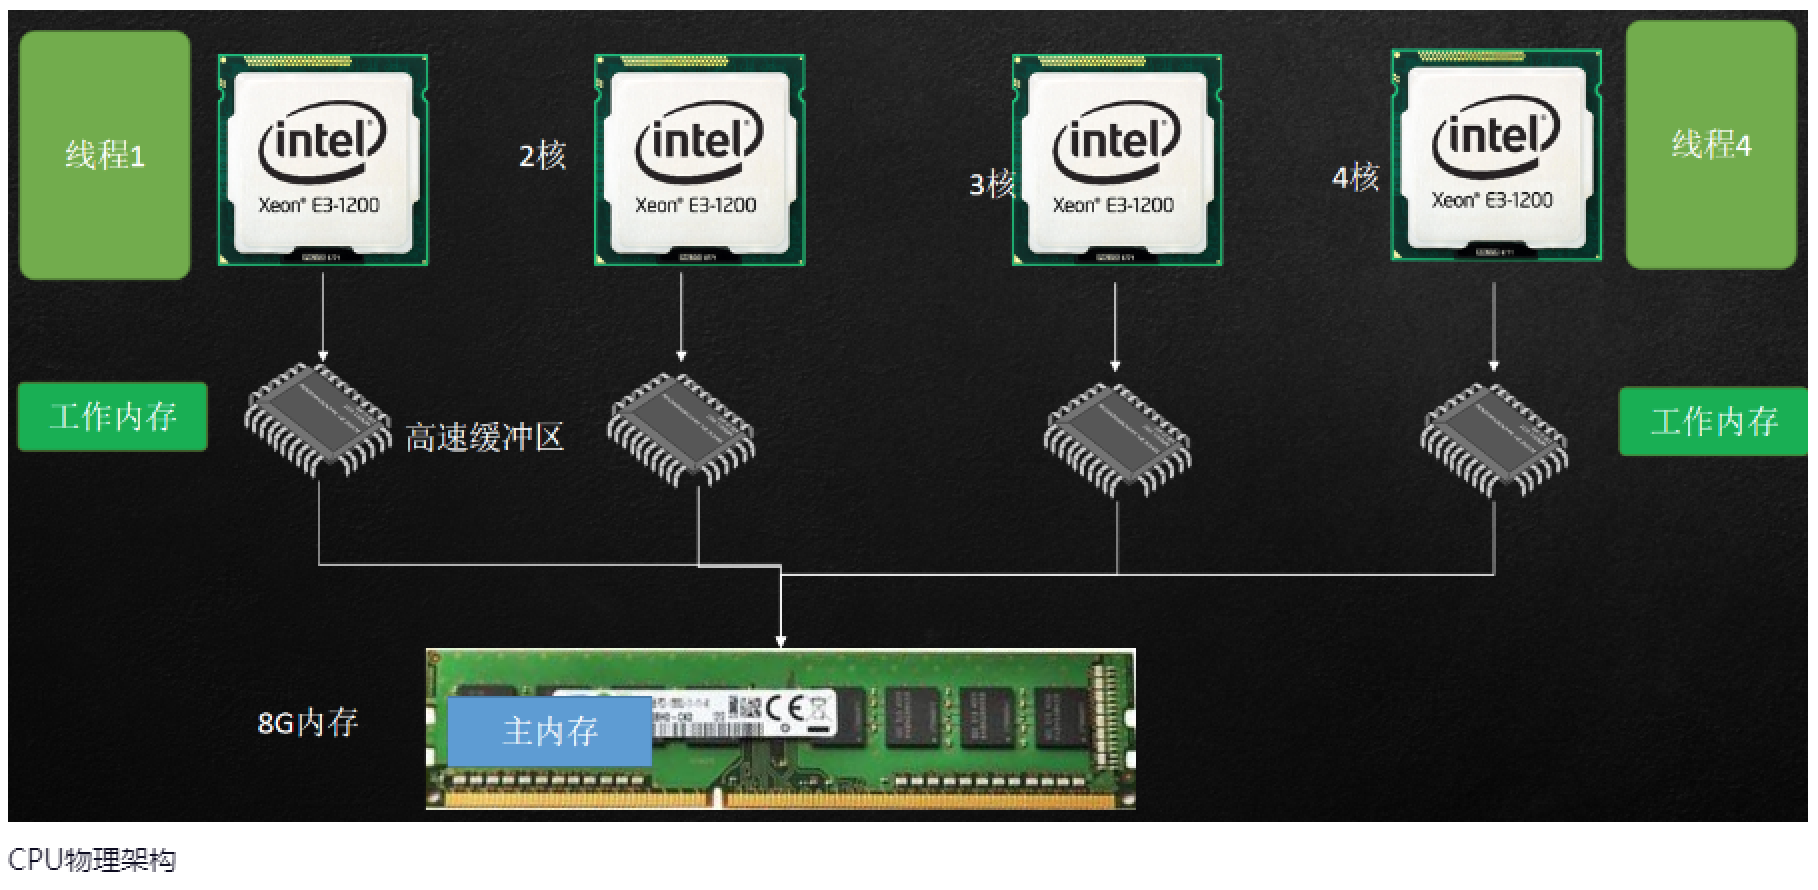 线程1
intel®
Xeon® E3-1200
2核
intel®
Xeon® E3-1200
3核
intel®
Xeon® E3-1200
4核
intel®
Xeon® E3-1200
线程4
工作内存
高速缓冲区
工作内存
8G内存
主内存
CE
CPU物理架构